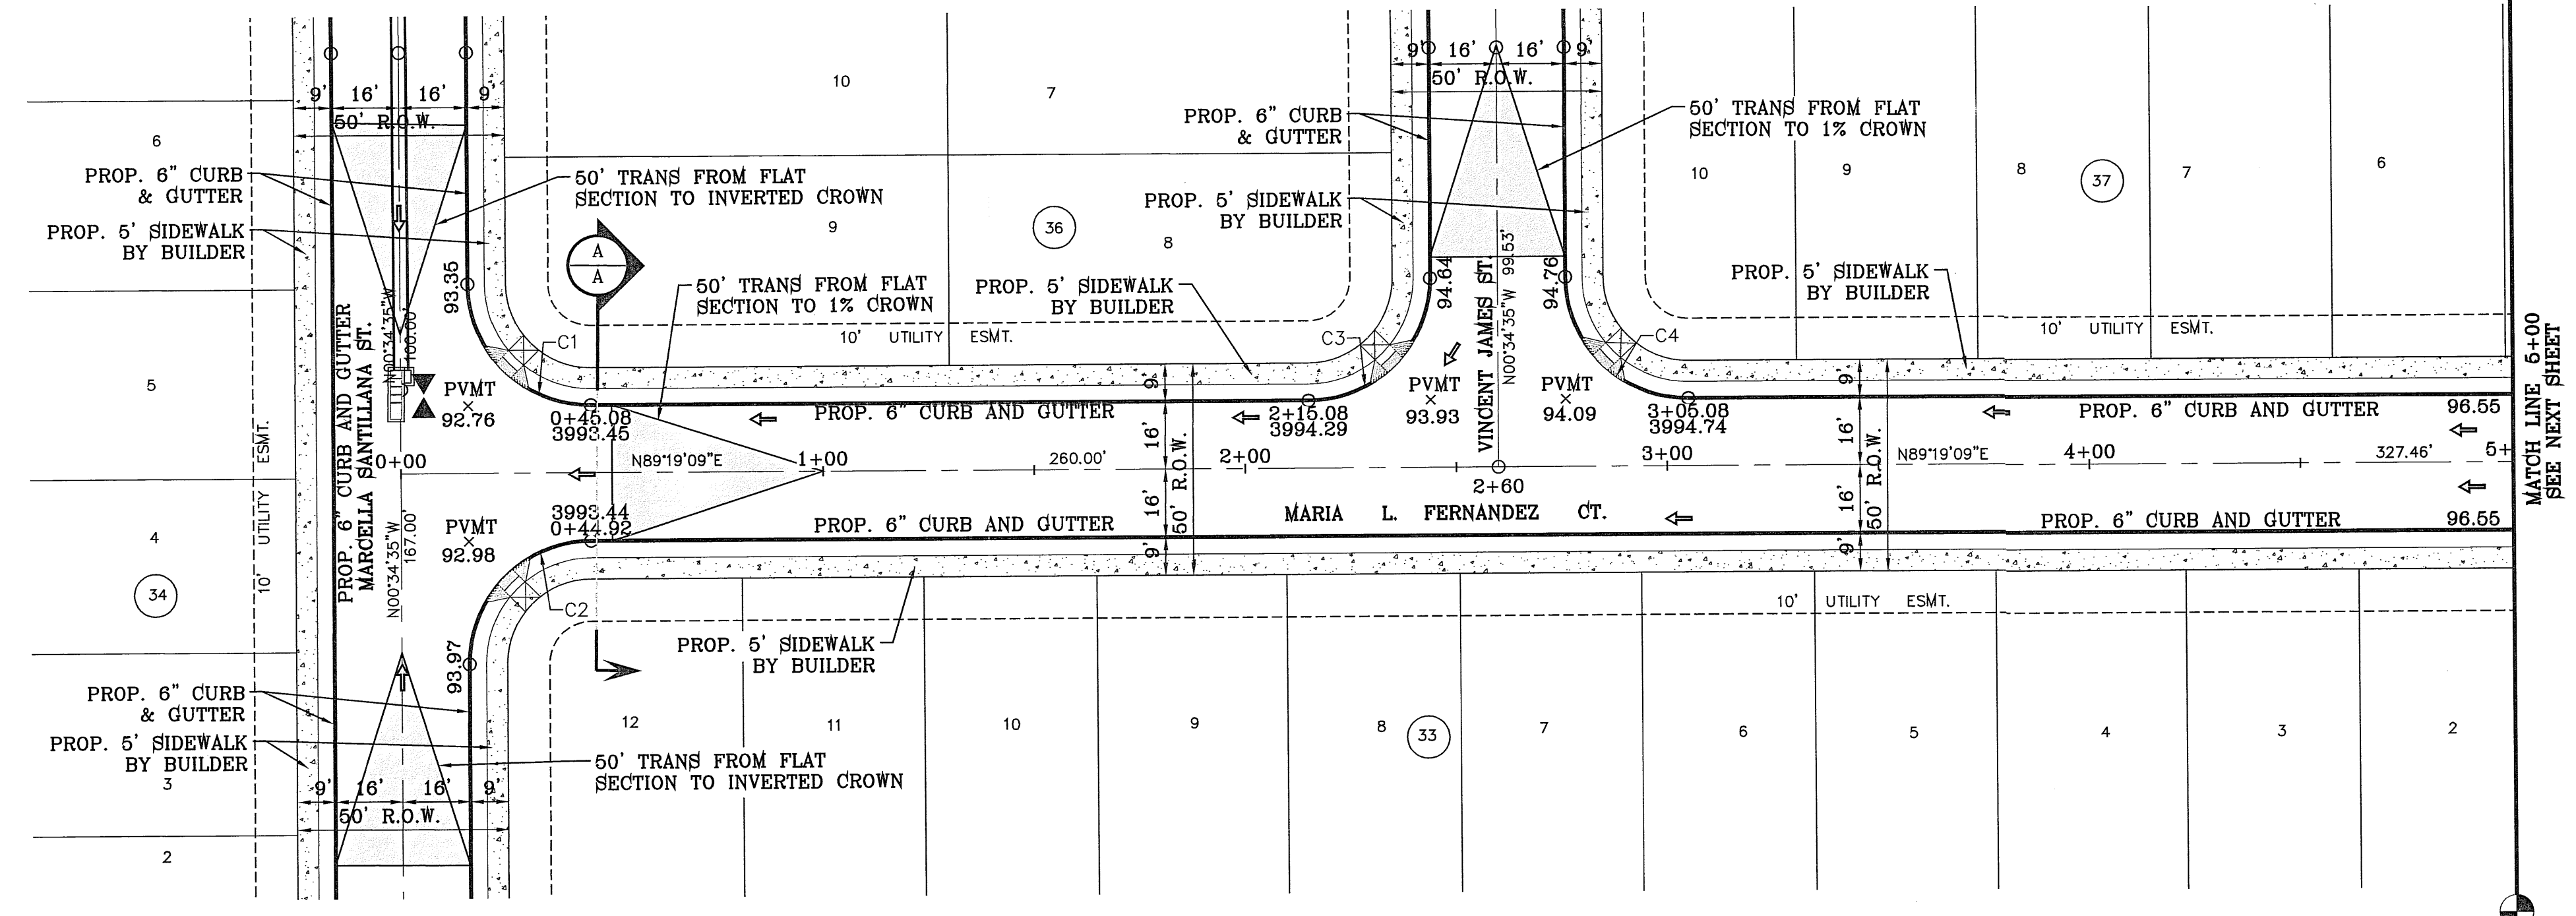 6
9' 16' 16' 9'
50' R.O.W.
PROP. 6" CURB
& GUTTER
PROP. 5' SIDEWALK
BY BUILDER
50' TRANS FROM FLAT
SECTION TO INVERTED CROWN
10
7
9
36
8
A
A
50' TRANS FROM FLAT
SECTION TO 1% CROWN
PROP. 5' SIDEWALK
BY BUILDER
10' UTILITY ESMT.
9' 16' 16' 9'
50' R.O.W.
PROP. 6" CURB
& GUTTER
PROP. 5' SIDEWALK
BY BUILDER
50' TRANS FROM FLAT
SECTION TO 1% CROWN
10
9
8
37
7
6
PROP. 5' SIDEWALK
BY BUILDER
10' UTILITY ESMT.
93.35
N00°34'35"W
100.00'
PROP. 6" CURB AND GUTTER
MARCELLA SANTILLANA ST.
5
C1
C3
C4
94.64
94.76
VINCENT JAMES ST.
N00°34'35"W 99.53'
PVMT
92.76
0+45.08
3993.45
PROP. 6" CURB AND GUTTER
2+15.08
3994.29
PVMT
93.93
PVMT
94.09
3+05.08
3994.74
PROP. 6" CURB AND GUTTER
96.55
9'
16'
16'
9'
50' R.O.W.
9'
16'
16'
9'
50' R.O.W.
0+00
N89°19'09"E
1+00
260.00'
2+00
2+60
3+00
N89°19'09"E
4+00
327.46'
5+
MATCH LINE 5+00
SEE NEXT SHEET
MARIA L. FERNANDEZ CT.
3993.44
0+44.92
PROP. 6" CURB AND GUTTER
PROP. 6" CURB AND GUTTER
96.55
PVMT
92.98
N00°34'35"W
167.00'
10' UTILITY ESMT.
4
34
C2
93.97
PROP. 5' SIDEWALK
BY BUILDER
10' UTILITY ESMT.
PROP. 6" CURB
& GUTTER
PROP. 5' SIDEWALK
BY BUILDER
3
9' 16' 16' 9'
50' R.O.W.
2
50' TRANS FROM FLAT
SECTION TO INVERTED CROWN
12
11
10
9
8
33
7
6
5
4
3
2